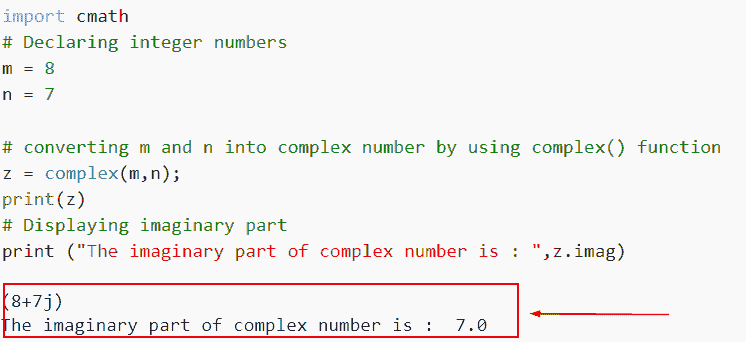 import cmath
# Declaring integer numbers
m = 8
n = 7
# converting m and n into complex number by using complex() function
z = complex(m,n);
print(z)
# Displaying imaginary part
print ("The imaginary part of complex number is : ",z.imag)
(8+7j)
The imaginary part of complex number is :  7.0